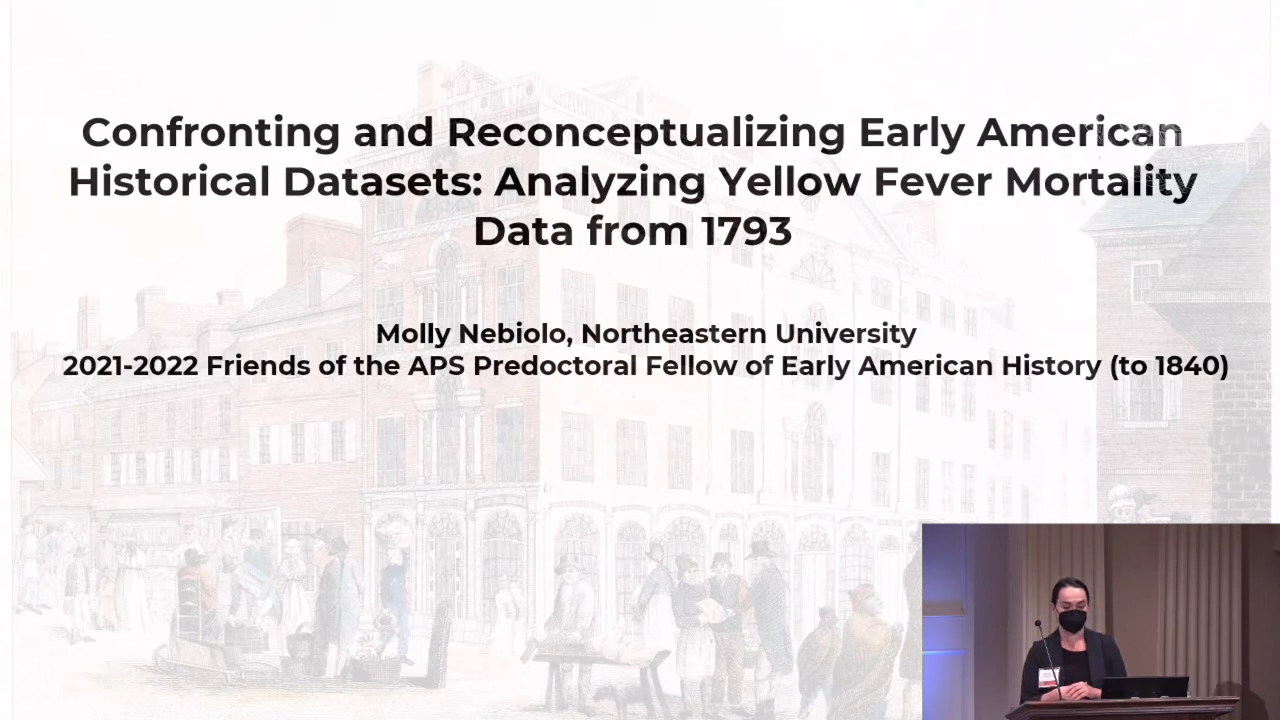 Confronting and Reconceptualizing Early American
Historical Datasets: Analyzing Yellow Fever Mortality
Data from 1793
Molly Nebiolo, Northeastern University
2021-2022 Friends of the APS Predoctoral Fellow of Early American History (to 1840)